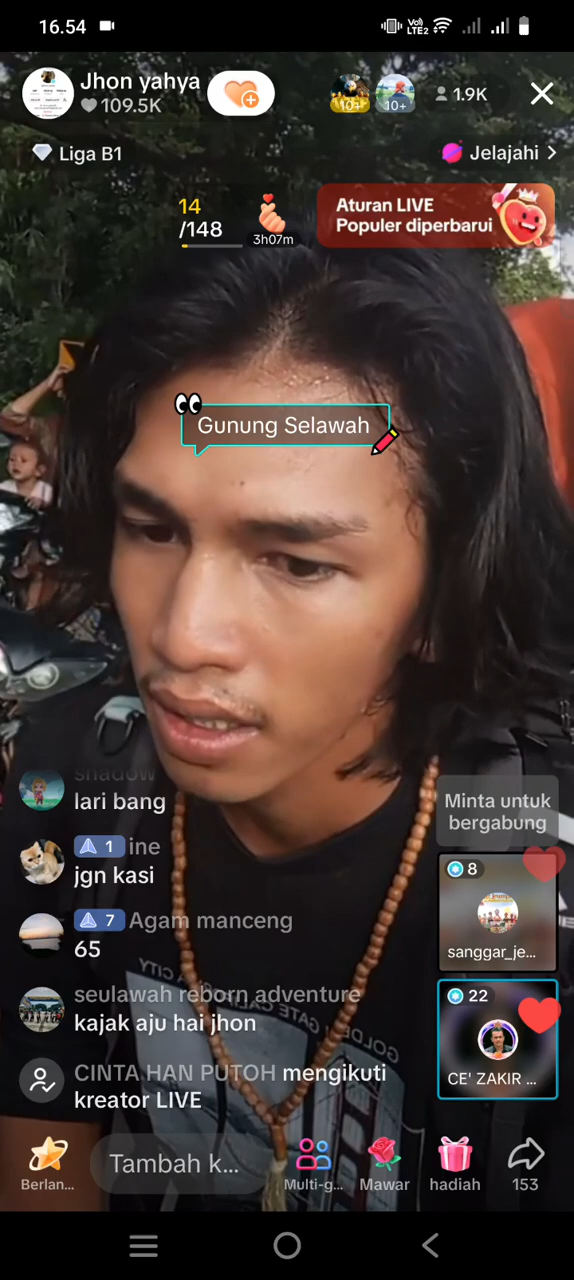 16.54
Vo)
LTE2
Jhon yahya
109.5K
10+
10+
1.9K
Liga B1
Jelajahi
14
/148
3h07m
Aturan LIVE
Populer diperbarui
Gunung Selawah
shadow
lari bang
1 ine
jgn kasi
7 Agam manceng
65
seulawah reborn adventure
kajak aju hai jhon
CINTA HAN PUTOH mengikuti
kreator LIVE
Minta untuk
bergabung
8
sanggar_je...
22
CE' ZAKIR ...
Berlan...
Tambah k...
Multi-g...
Mawar
hadiah
153